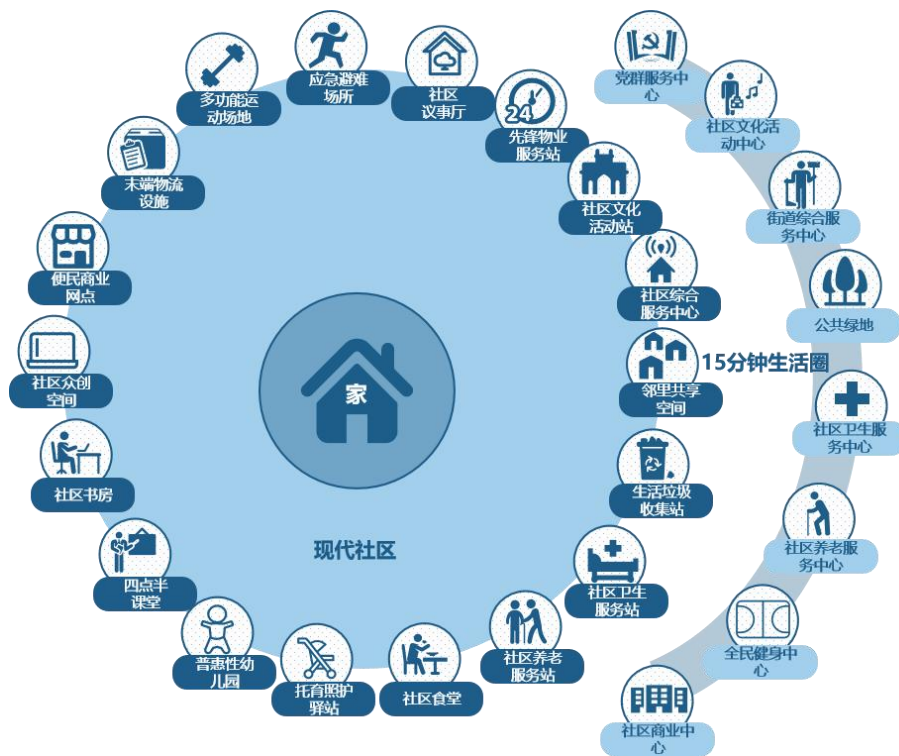 应急避难
场所
社区
议事厅
24
先锋物业
服务站
社区文化
活动站
社区综合
服务中心
邻里共享
空间
生活垃圾
收集站
社区卫生
服务站
社区养老
服务站
社区食堂
托育照护
驿站
普惠性幼
儿园
四点半
课堂
社区书房
社区众创
空间
便民商业
网点
末端物流
设施
多功能运
动场地
家
现代社区
15分钟生活圈
党群服务中
心
社区文化活
动中心
街道综合服
务中心
公共绿地
社区卫生服
务中心
社区养老服
务中心
全民健身中
心
社区商业中
心